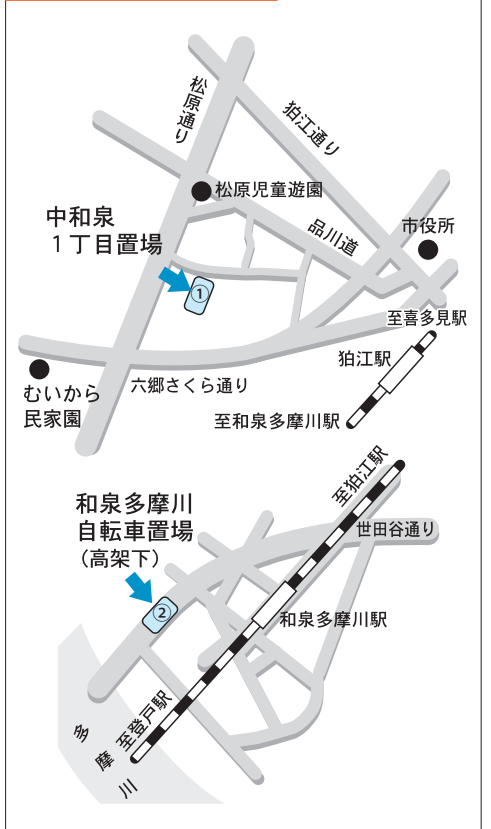 松原通り
狛江通り
松原児童遊園
中和泉
１丁目置場
品川道
市役所
①
至喜多見駅
狛江駅
むいから
民家園
六郷さくら通り
至和泉多摩川駅
至狛江駅
和泉多摩川
自転車置場
(高架下)
世田谷通り
②
和泉多摩川駅
至登戸駅
多摩川